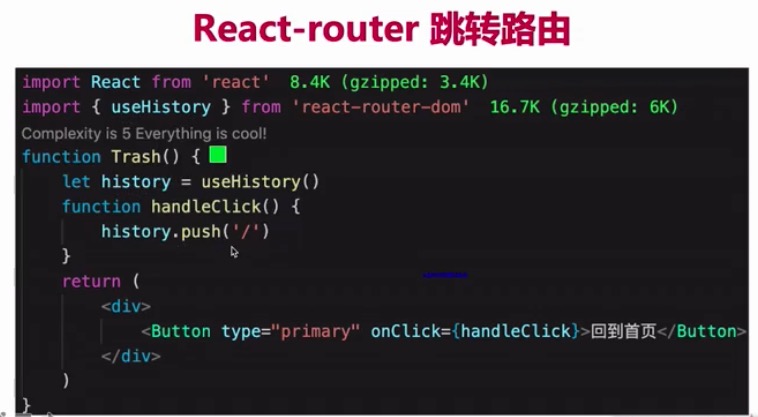 React-router 跳转路由
import React from 'react'  8.4K (gzipped: 3.4K)
import { useHistory } from 'react-router-dom'  16.7K (gzipped: 6K)
Complexity is 5 Everything is cool!
function Trash() {
    let history = useHistory()
    function handleClick() {
        history.push('/')
    }
    return (
        <div>
            <Button type="primary" onClick={handleClick}>回到首页</Button>
        </div>
    )
}